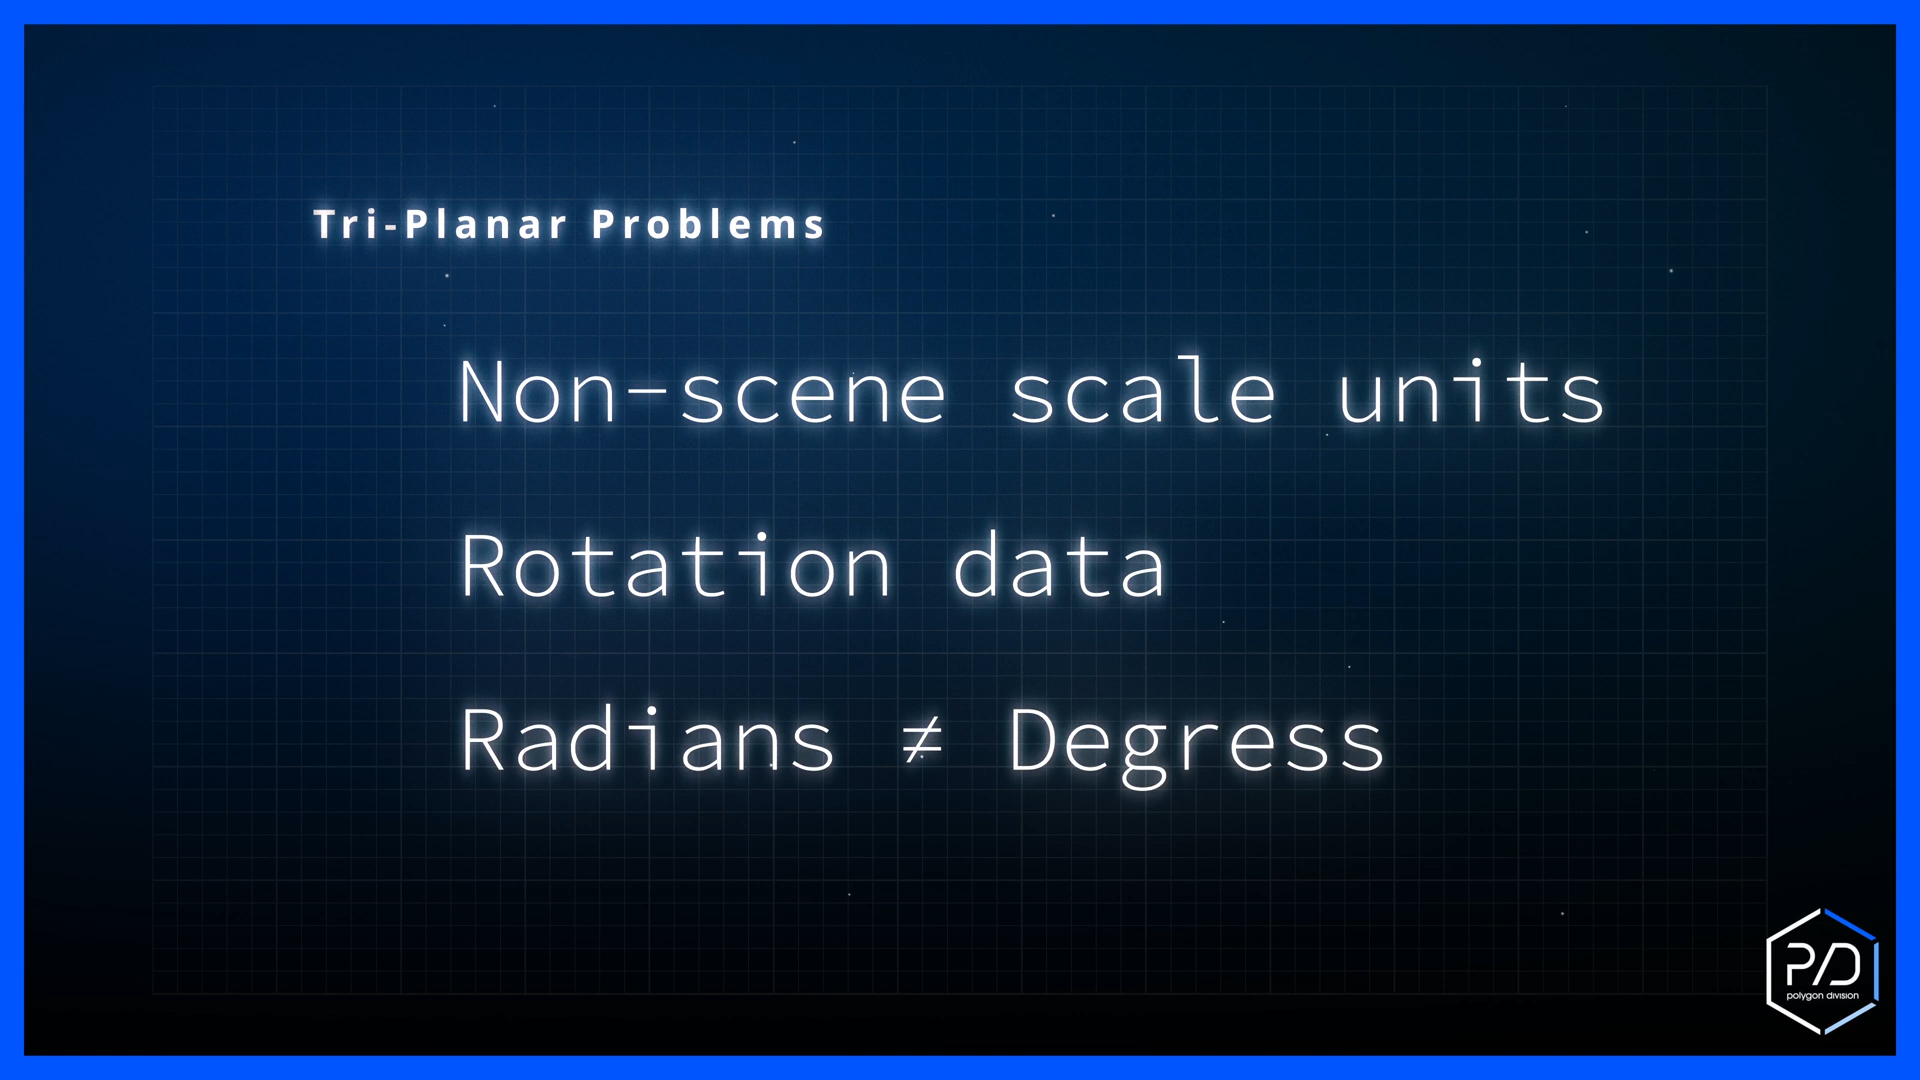 Tri-Planar Problems
Non-scene scale units
Rotation data
Radians ≠ Degress
P/D
polygon division